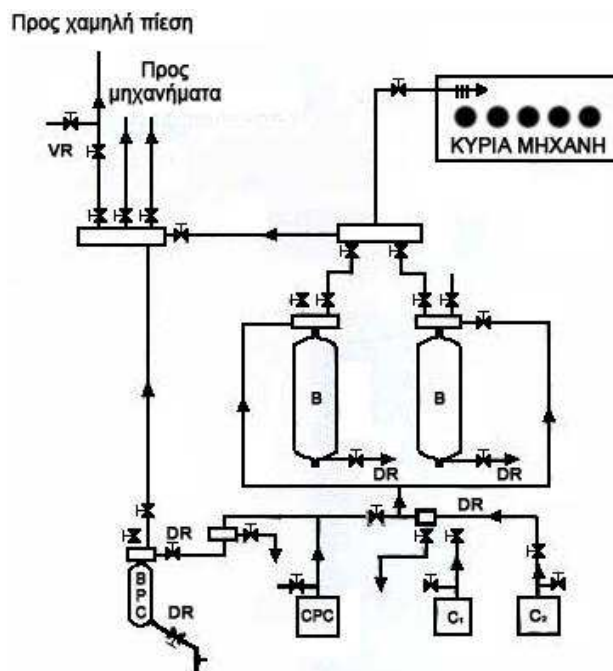 Προς χαμηλή πίεση
Προς
μηχανήματα
VR
ΚΥΡΙΑ ΜΗΧΑΝΗ
B
B
DR
DR
DR
DR
BPC
DR
CPC
C₁
C₂